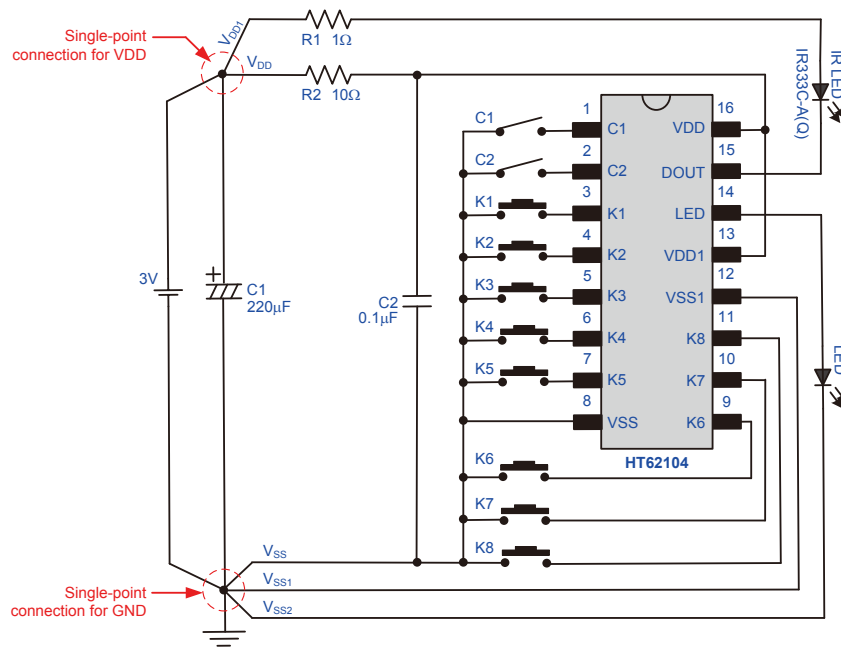 Single-point
connection for VDD
VDD1
VDD
R1 1Ω
R2 10Ω
IR LED
IR333C-A(Q)
3V
C1
220μF
C2
0.1μF
C1
C2
K1
K2
K3
K4
K5
K6
K7
K8
1
2
3
4
5
6
7
8
C1
C2
K1
K2
K3
K4
K5
VSS
16
15
14
13
12
11
10
9
VDD
DOUT
LED
VDD1
VSS1
K8
K7
K6
HT62104
LED
VSS
VSS1
VSS2
Single-point
connection for GND